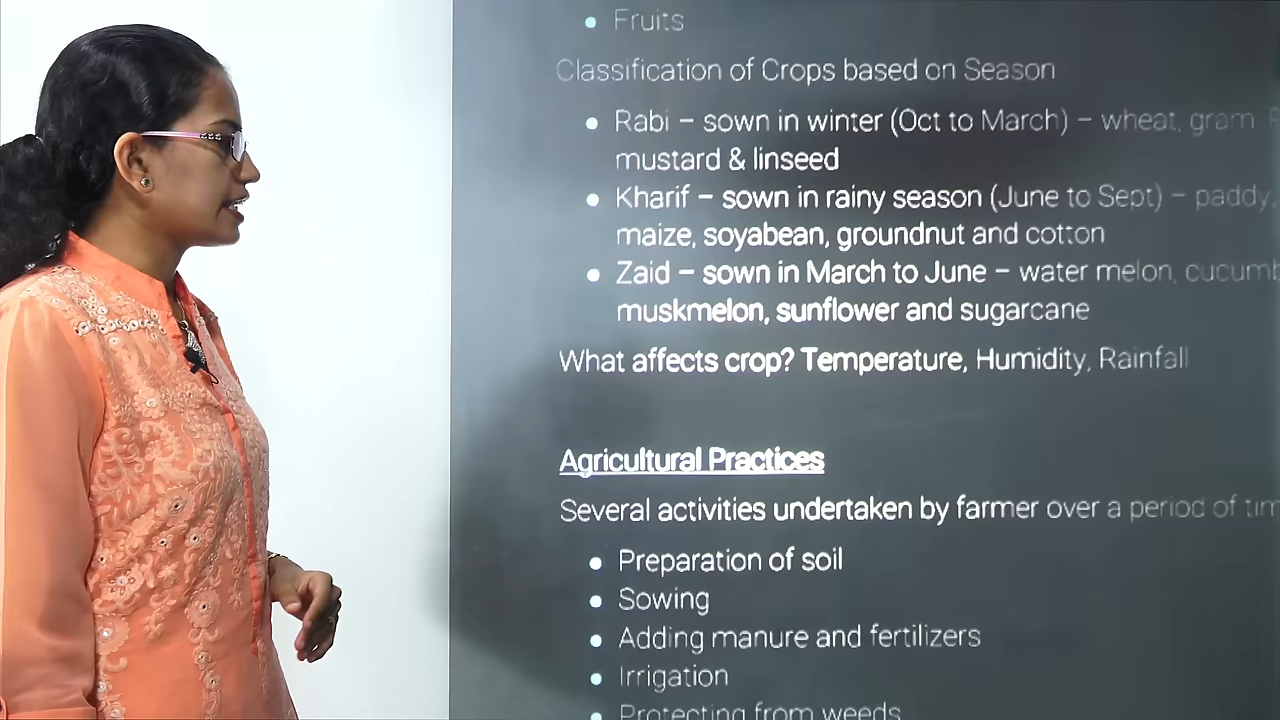 Fruits
Classification of Crops based on Season
Rabi – sown in winter (Oct to March) – wheat, gram
mustard & linseed
Kharif – sown in rainy season (June to Sept) – paddy,
maize, soyabean, groundnut and cotton
Zaid – sown in March to June – water melon,
muskmelon, sunflower and sugarcane
What affects crop? Temperature, Humidity, Rainfall
Agricultural Practices
Several activities undertaken by farmer over a period of
Preparation of soil
Sowing
Adding manure and fertilizers
Irrigation
Protecting from weeds